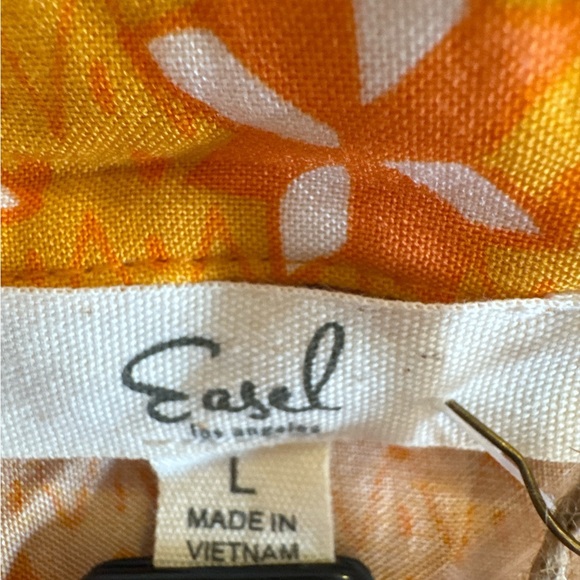 Easel
los angeles
L
MADE IN
VIETNAM